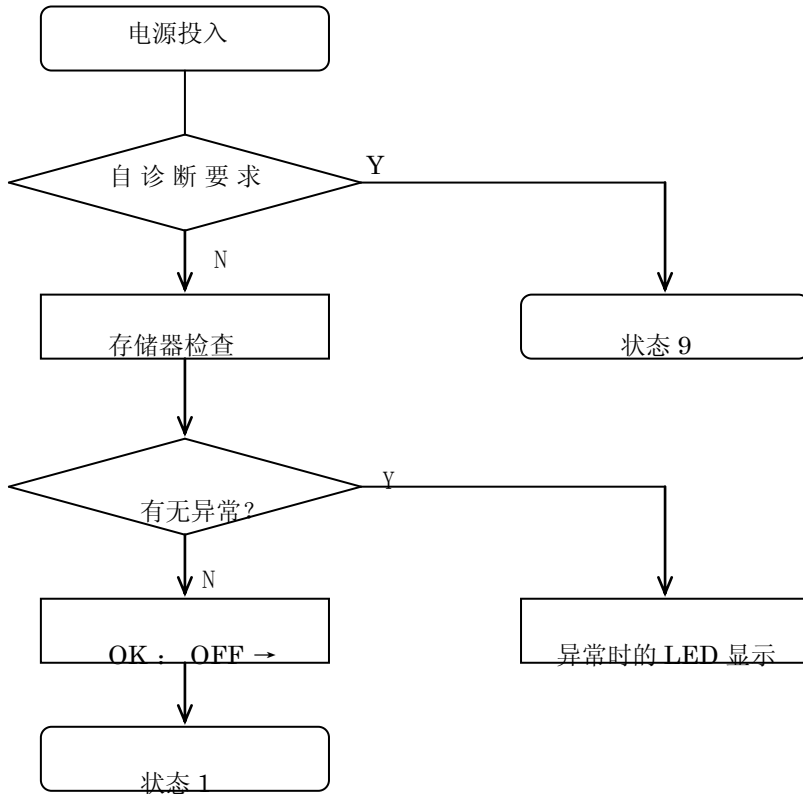 电源投入
自诊断要求
Y
N
存储器检查
状态 9
有无异常?
Y
N
OK： OFF →
异常时的 LED 显示
状态 1